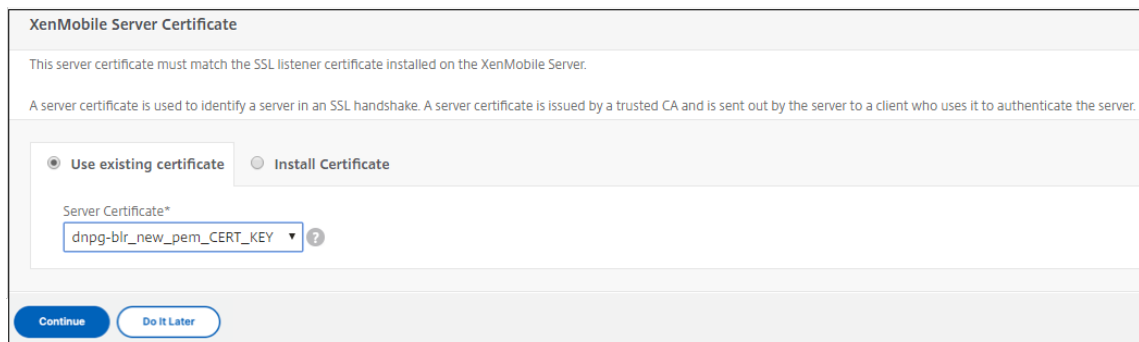 XenMobile Server Certificate
This server certificate must match the SSL listener certificate installed on the XenMobile Server.
A server certificate is used to identify a server in an SSL handshake. A server certificate is issued by a trusted CA and is sent out by the server to a client who uses it to authenticate the server.
Use existing certificate Install Certificate
Server Certificate*
dnpg-blr_new_pem_CERT_KEY ?
Continue Do It Later